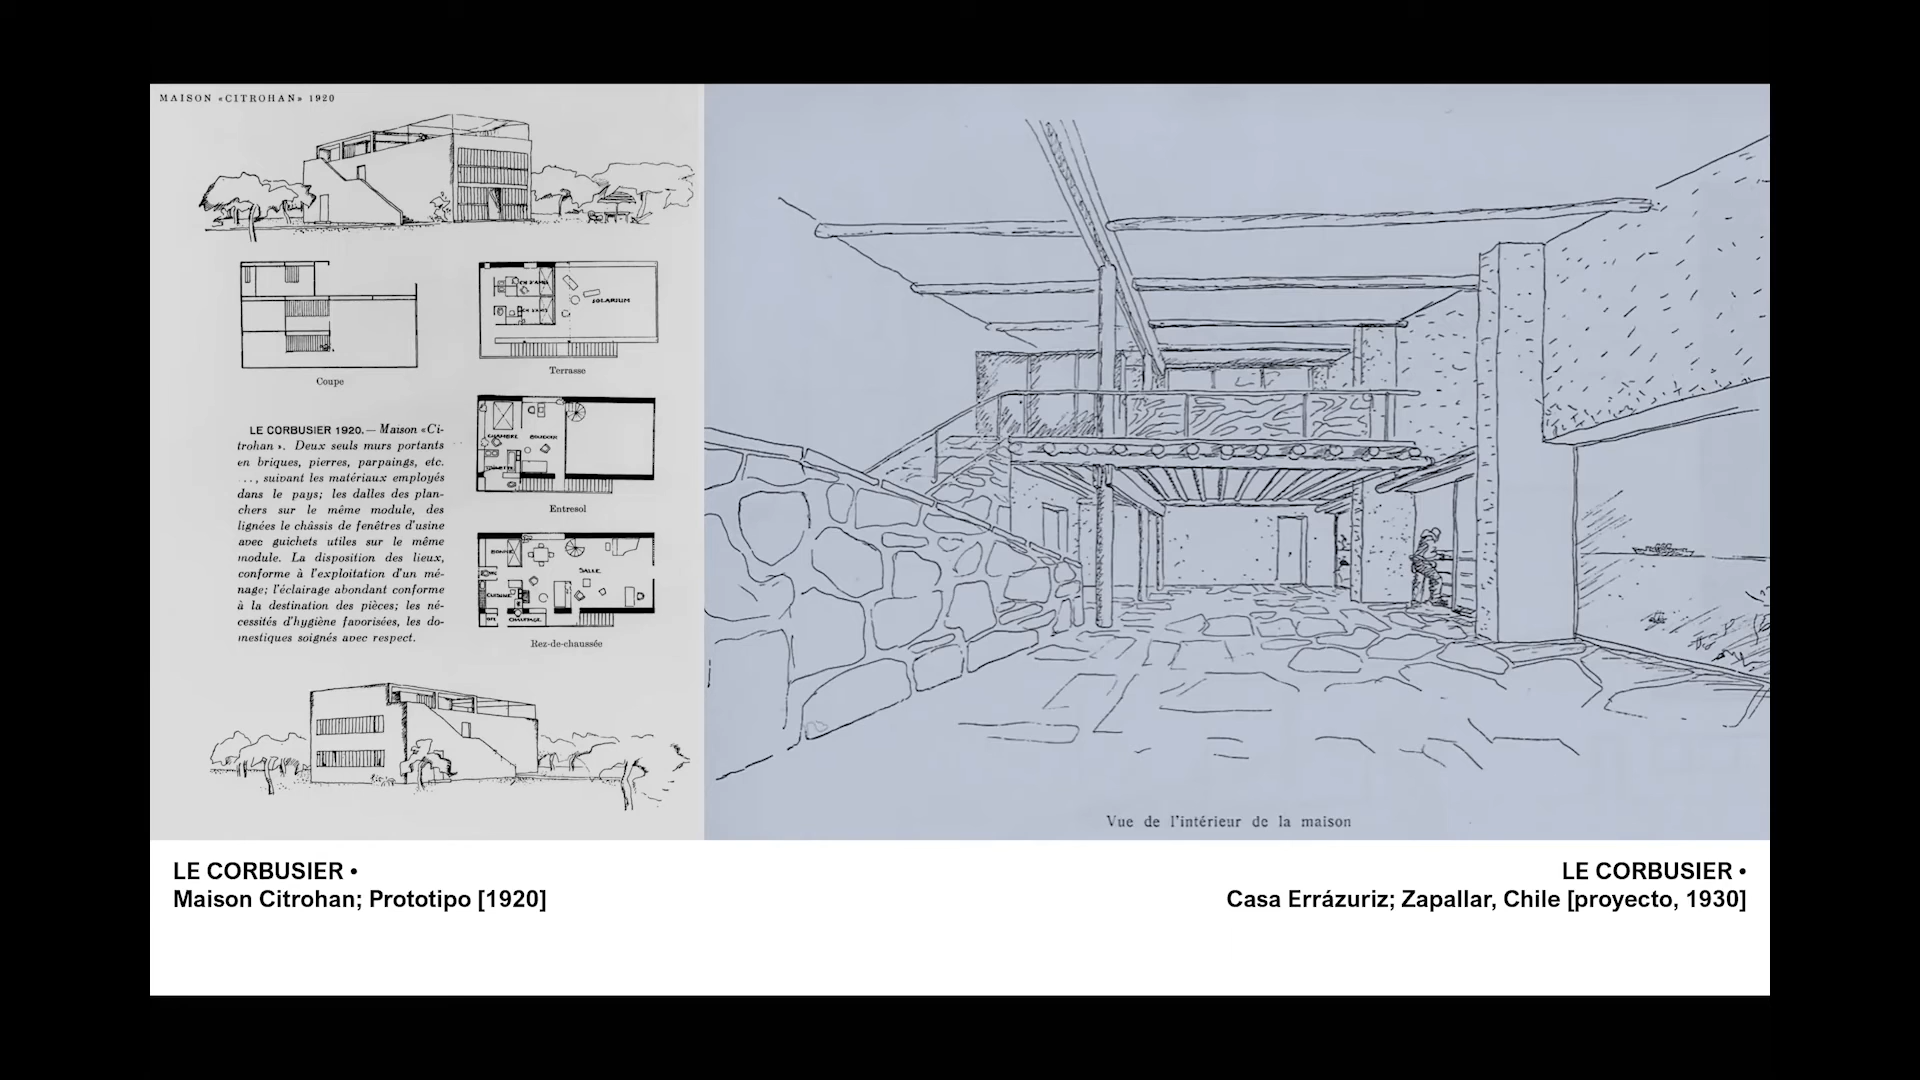 MAISON «CITROHAN» 1920
Coupe
SOLARIUM
Terrasse
CHAMBRE BOUDOIR
Entresol
BONNE
SALLE
CUISINE
CHAUFFAGE
Rez-de-chaussée
LE CORBUSIER 1920. — Maison «Ci-
trohan ». Deux seuls murs portants
en briques, pierres, parpaings, etc.
..., suivant les matériaux employés
dans le pays; les dalles des plan-
chers sur le même module, des
lignées le châssis de fenêtres d'usine
avec guichets utiles sur le même
module. La disposition des lieux,
conforme à l'exploitation d'un mé-
nage; l'éclairage abondant conforme
à la destination des pièces; les né-
cessités d'hygiène favorisées, les do-
mestiques soignés avec respect.
Vue de l'intérieur de la maison
LE CORBUSIER •
Maison Citrohan; Prototipo [1920]
LE CORBUSIER •
Casa Errázuriz; Zapallar, Chile [proyecto, 1930]